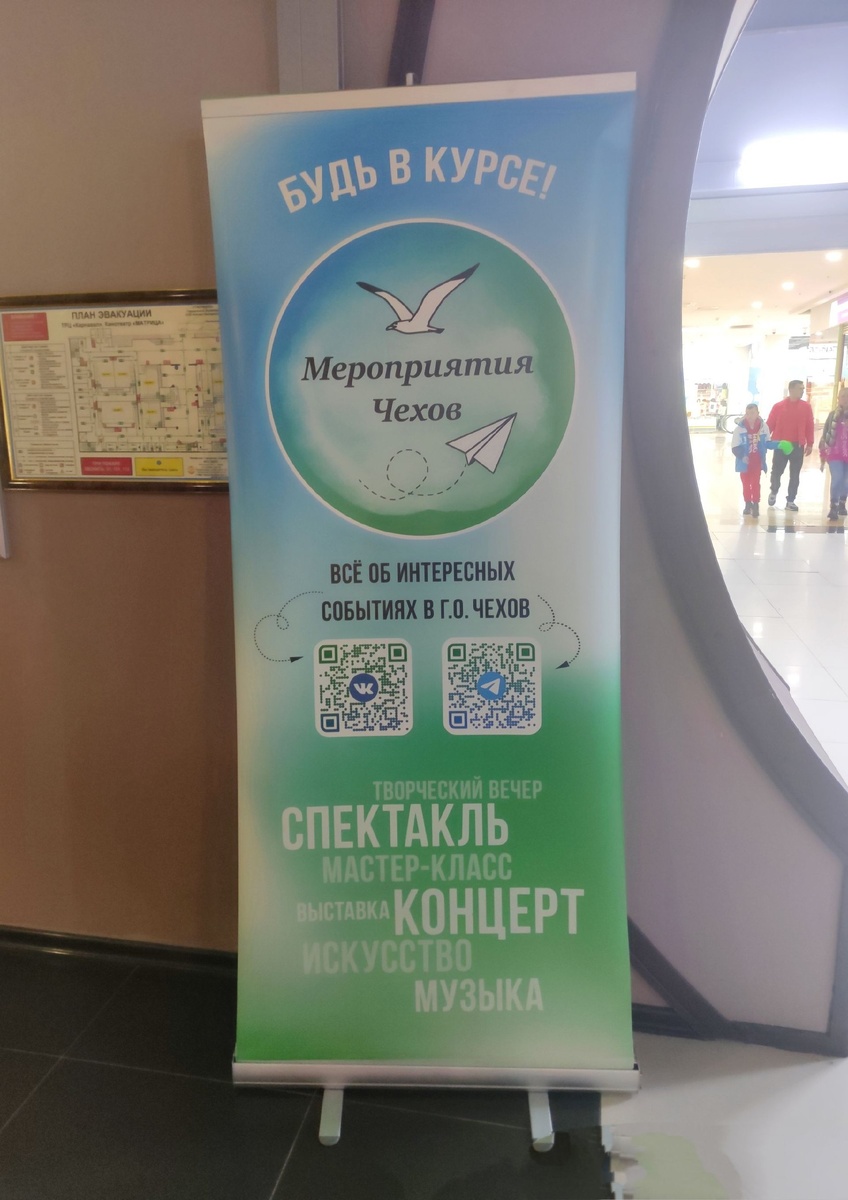 БУДЬ В КУРСЕ!
Мероприятия
Чехов
ВСЁ ОБ ИНТЕРЕСНЫХ
СОБЫТИЯХ В Г.О. ЧЕХОВ
ТВОРЧЕСКИЙ ВЕЧЕР
СПЕКТАКЛЬ
МАСТЕР-КЛАСС
ВЫСТАВКА КОНЦЕРТ
ИСКУССТВО
МУЗЫКА
ПЛАН ЭВАКУАЦИИ